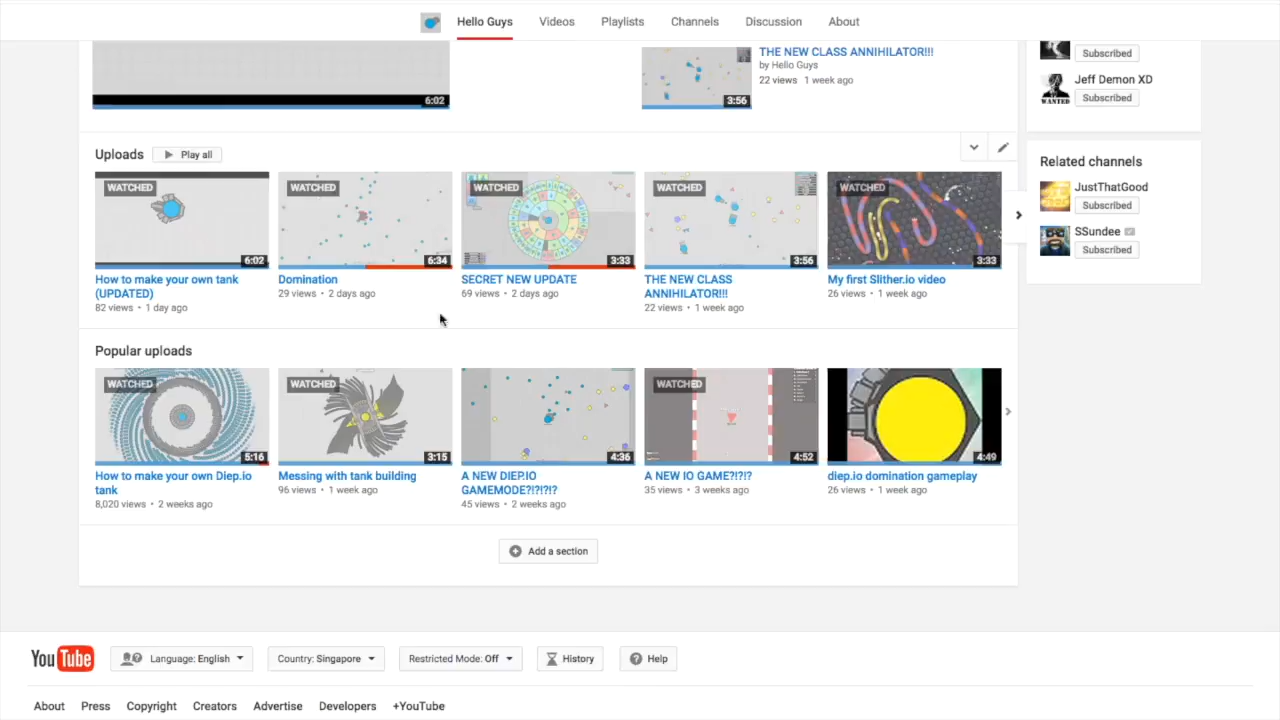 Hello Guys Videos Playlists Channels Discussion About
6:02
THE NEW CLASS ANNIHILATOR!!!
by Hello Guys
22 views 1 week ago
3:56
Subscribed
Jeff Demon XD
WANTED
Subscribed
Uploads Play all
WATCHED WATCHED WATCHED WATCHED WATCHED
6:02 6:34 3:33 3:56 3:33
How to make your own tank (UPDATED)
82 views • 1 day ago
Domination
29 views • 2 days ago
SECRET NEW UPDATE
69 views • 2 days ago
THE NEW CLASS
ANNIHILATOR!!!
22 views • 1 week ago
My first Slither.io video
26 views • 1 week ago
Related channels
JustThatGood
Subscribed
SSundee
Subscribed
Popular uploads
WATCHED WATCHED WATCHED
5:16 3:15 4:36 4:52 4:49
How to make your own Diep.io
tank
8,020 views • 2 weeks ago
Messing with tank building
96 views • 1 week ago
A NEW DIEP.IO
GAMEMODE?!?!?!?
45 views • 2 weeks ago
A NEW IO GAME?!?!?
35 views • 3 weeks ago
diep.io domination gameplay
26 views • 1 week ago
Add a section
YouTube Language: English Country: Singapore Restricted Mode: Off History Help
About Press Copyright Creators Advertise Developers +YouTube